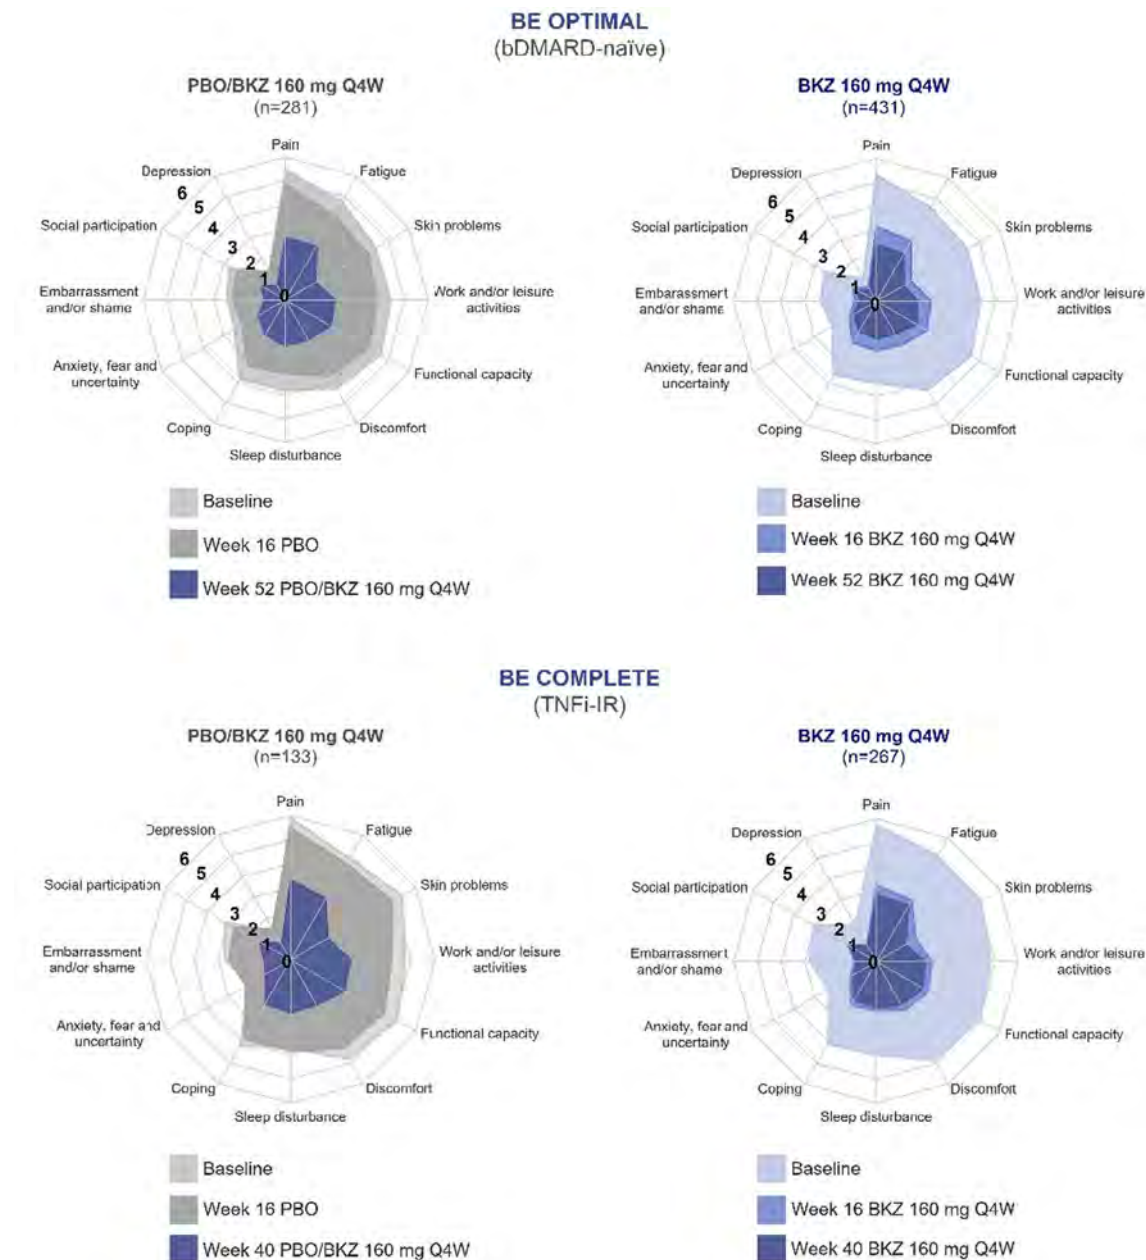 BE OPTIMAL
(bDMARD-naïve)
PBO/BKZ 160 mg Q4W
(n=281)
Pain
Fatigue
Skin problems
Work and/or leisure
activities
Functional capacity
Discomfort
Sleep disturbance
Coping
Anxiety, fear and
uncertainty
Embarrassment
and/or shame
Social participation
Depression
6
5
4
3
2
1
0
Baseline
Week 16 PBO
Week 52 PBO/BKZ 160 mg Q4W
BKZ 160 mg Q4W
(n=431)
Pain
Fatigue
Skin problems
Work and/or leisure
activities
Functional capacity
Discomfort
Sleep disturbance
Coping
Anxiety, fear and
uncertainty
Embarassment
and/or shame
Social participation
Depression
6
5
4
3
2
1
0
Baseline
Week 16 BKZ 160 mg Q4W
Week 52 BKZ 160 mg Q4W
BE COMPLETE
(TNFi-IR)
PBO/BKZ 160 mg Q4W
(n=133)
Pain
Fatigue
Skin problems
Work and/or leisure
activities
Functional capacity
Discomfort
Sleep disturbance
Coping
Anxiety, fear and
uncertainty
Embarrassment
and/or shame
Social participation
Depression
6
5
4
3
2
1
0
Baseline
Week 16 PBO
Week 40 PBO/BKZ 160 mg Q4W
BKZ 160 mg Q4W
(n=267)
Pain
Fatigue
Skin problems
Work and/or leisure
activities
Functional capacity
Discomfort
Sleep disturbance
Coping
Anxiety, fear and
uncertainty
Embarrassment
and/or shame
Social participation
Depression
6
5
4
3
2
1
0
Baseline
Week 16 BKZ 160 mg Q4W
Week 40 BKZ 160 mg Q4W